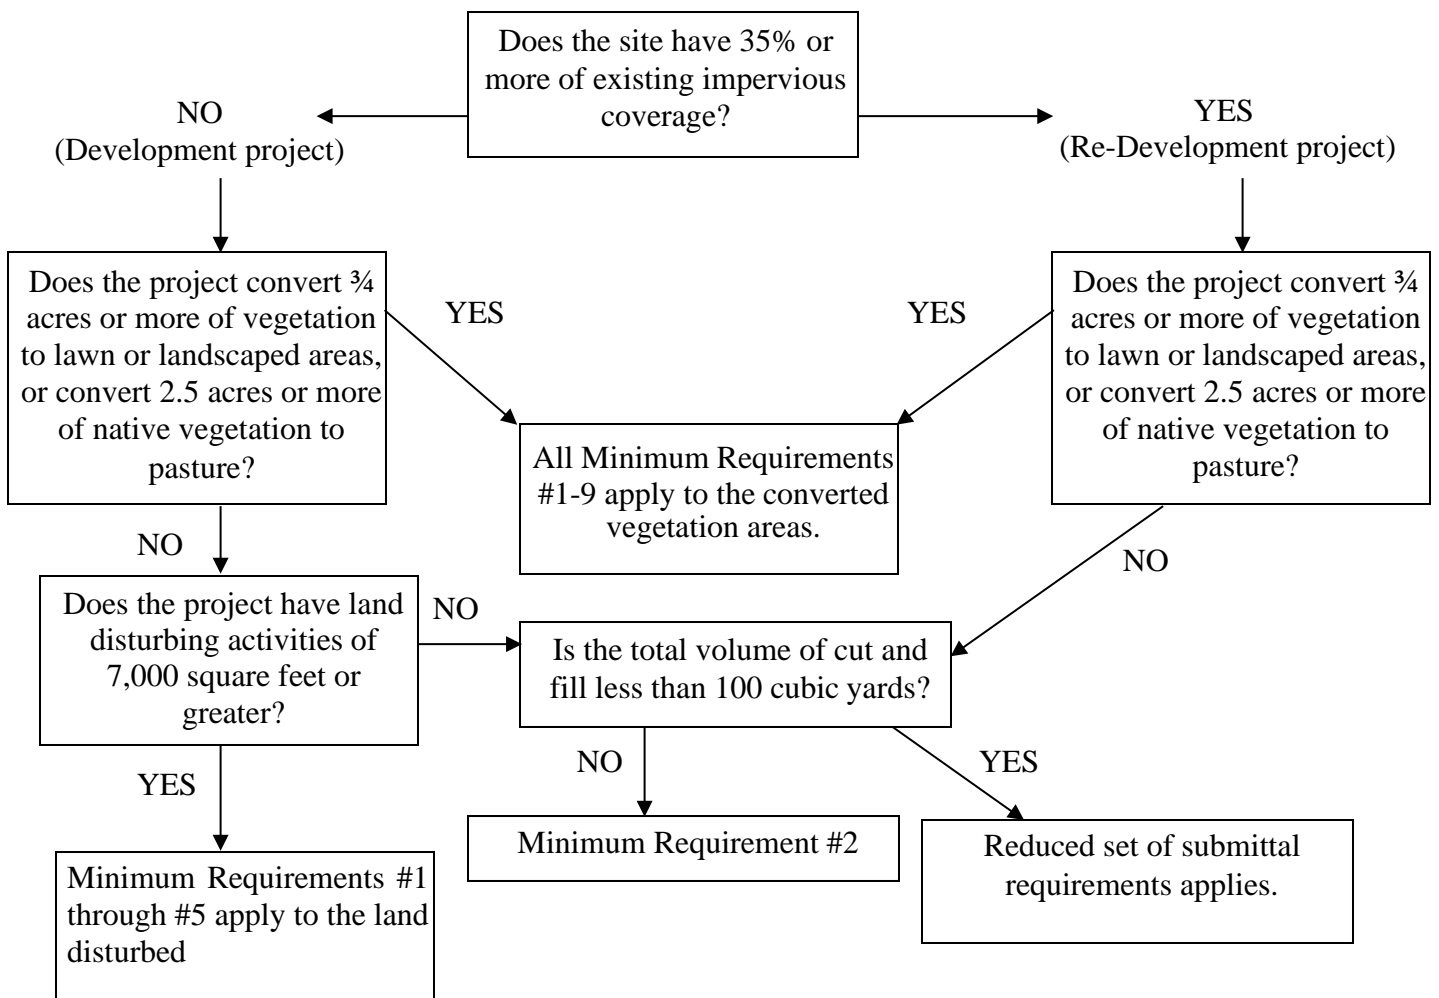 Does the site have 35% or
more of existing impervious
coverage?
NO
(Development project)
YES
(Re-Development project)
Does the project convert ¾
acres or more of vegetation
to lawn or landscaped areas,
or convert 2.5 acres or more
of native vegetation to
pasture?
YES
YES
Does the project convert ¾
acres or more of vegetation
to lawn or landscaped areas,
or convert 2.5 acres or more
of native vegetation to
pasture?
All Minimum Requirements
#1-9 apply to the converted
vegetation areas.
NO
NO
Does the project have land
disturbing activities of
7,000 square feet or
greater?
NO
Is the total volume of cut and
fill less than 100 cubic yards?
YES
NO
YES
Minimum Requirements #1
through #5 apply to the land
disturbed
Minimum Requirement #2
Reduced set of submittal
requirements applies.